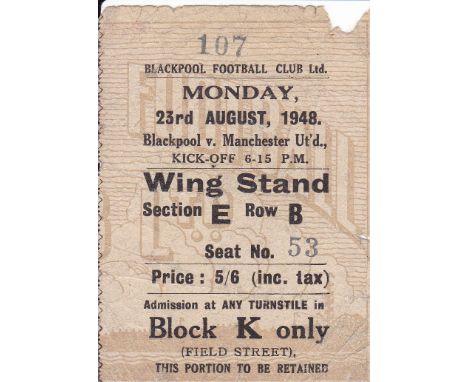 107
BLACKPOOL FOOTBALL CLUB Ltd.
MONDAY,
23rd AUGUST, 1948.
Blackpool v. Manchester Ut'd.,
KICK-OFF 6-15 P.M.
Wing Stand
Section E Row B
Seat No. 53
Price : 5/6 (inc. tax)
Admission at ANY TURNSTILE in
Block K only
(FIELD STREET),
THIS PORTION TO BE RETAINED